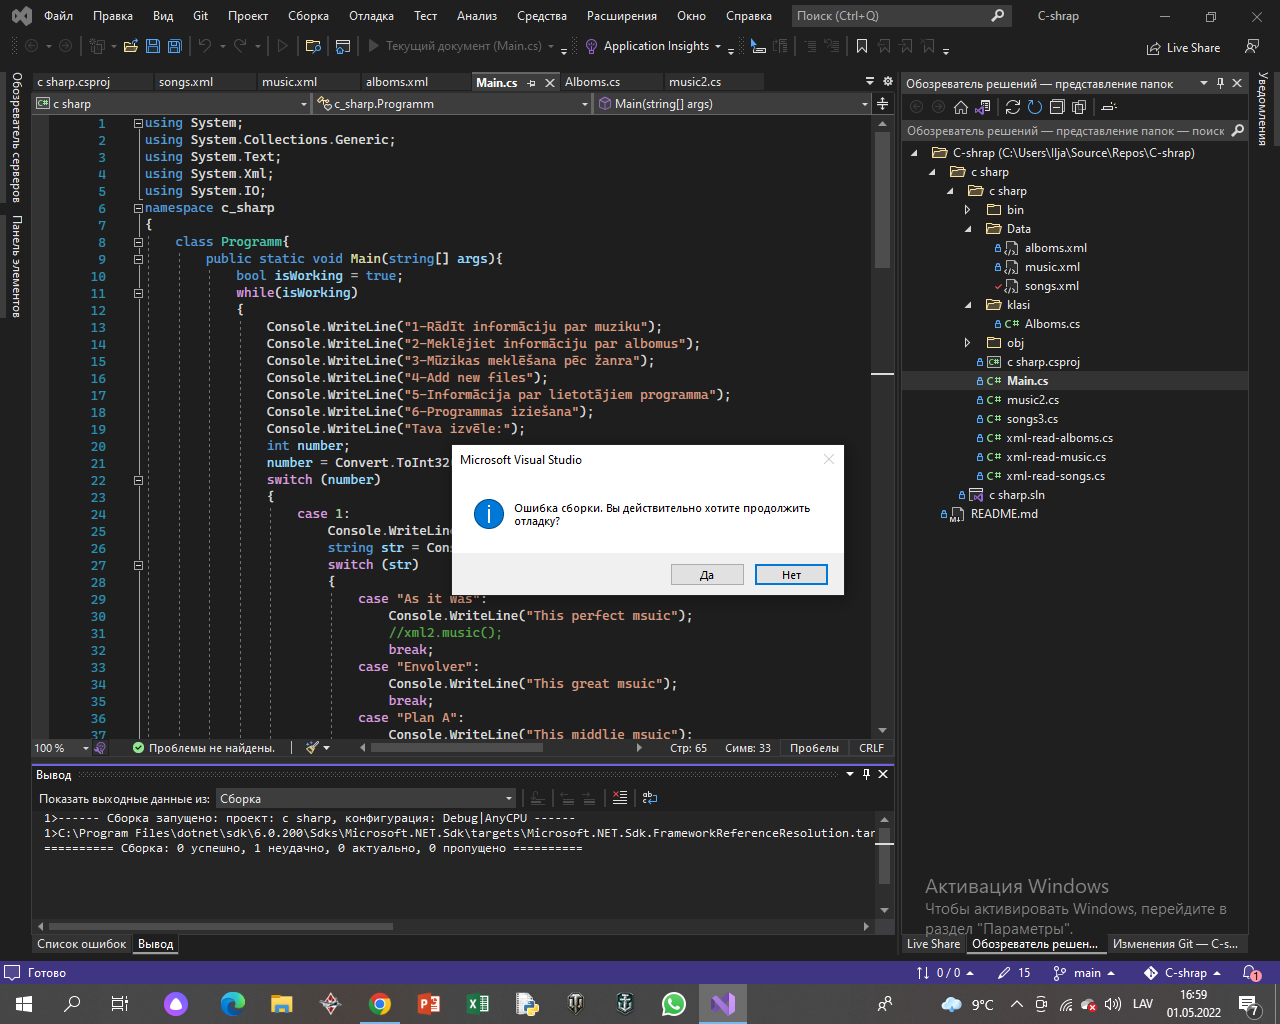 Файл Правка Вид Git Проект Сборка Отладка Тест Анализ Средства Расширения Окно Справка Поиск (Ctrl+Q) C-shrap
Текущий документ (Main.cs) Application Insights Live Share
Обозреватель серверов
Панель элементов
c sharp.csproj songs.xml music.xml alboms.xml Main.cs Alboms.cs music2.cs
c sharp c_sharp.Programm Main(string[] args)
1 using System;
2 using System.Collections.Generic;
3 using System.Text;
4 using System.Xml;
5 using System.IO;
6 namespace c_sharp
7 {
8 class Programm{
9 public static void Main(string[] args){
10 bool isWorking = true;
11 while(isWorking)
12 {
13 Console.WriteLine("1-Rādīt informāciju par muziku");
14 Console.WriteLine("2-Meklējiet informāciju par albomus");
15 Console.WriteLine("3-Mūzikas meklēšana pēc žanra");
16 Console.WriteLine("4-Add new files");
17 Console.WriteLine("5-Informācija par lietotājiem programma");
18 Console.WriteLine("6-Programmas iziešana");
19 Console.WriteLine("Tava izvēle:");
20 int number;
21 number = Convert.ToInt32
22 switch (number)
23 {
24 case 1:
25 Console.WriteLine
26 string str = Cons
27 switch (str)
28 {
29 case "As it Was":
30 Console.WriteLine("This perfect msuic");
31 //xml2.music();
32 break;
33 case "Envolver":
34 Console.WriteLine("This great msuic");
35 break;
36 case "Plan A":
37 Console.WriteLine("This middlie msuic");
100 % Проблемы не найдены. Стр: 65 Симв: 33 Пробелы CRLF
Microsoft Visual Studio
Ошибка сборки. Вы действительно хотите продолжить
отладку?
Да Нет
Вывод
Показать выходные данные из: Сборка
1>------ Сборка запущено: проект: c sharp, конфигурация: Debug|AnyCPU ------
1>C:\Program Files\dotnet\sdk\6.0.200\Sdks\Microsoft.NET.Sdk\targets\Microsoft.NET.Sdk.FrameworkReferenceResolution.tar
========== Сборка: 0 успешно, 1 неудачно, 0 актуально, 0 пропущено ==========
Список ошибок Вывод
Обозреватель решений — представление папок
Обозреватель решений — представление папок — поиск
C-shrap (C:\Users\Ilja\Source\Repos\C-shrap)
c sharp
c sharp
bin
Data
alboms.xml
music.xml
songs.xml
klasi
Alboms.cs
obj
c sharp.csproj
Main.cs
music2.cs
songs3.cs
xml-read-alboms.cs
xml-read-music.cs
xml-read-songs.cs
c sharp.sln
README.md
Уведомления
Активация Windows
Чтобы активировать Windows, перейдите в
раздел "Параметры".
Live Share Обозреватель решен... Изменения Git — C-s...
Готово 0 / 0 15 main C-shrap 1
9°C LAV 16:59
01.05.2022 7